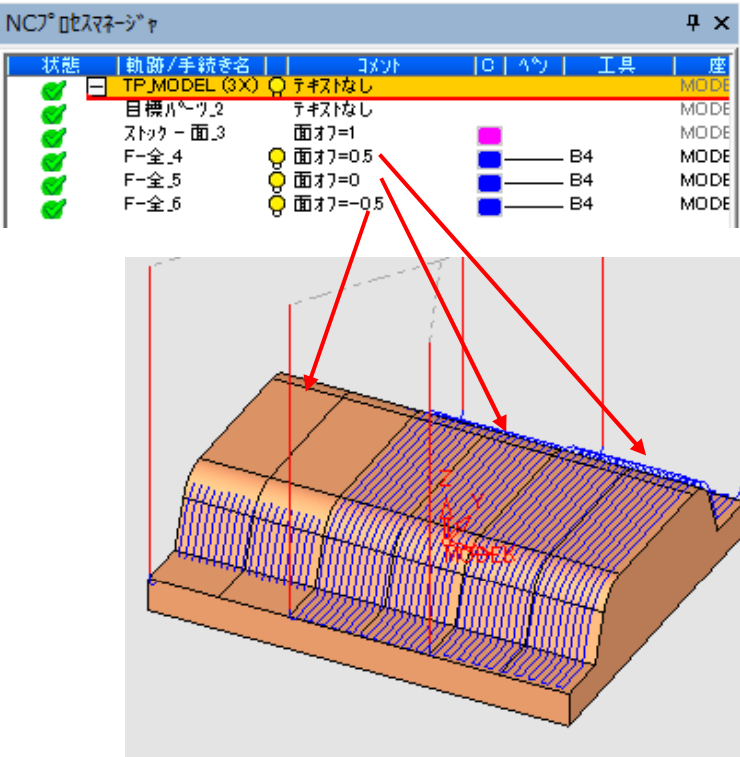 NCﾌﾟﾛｾｽﾏﾈｰｼﾞｬ
状態 軌跡/手続き名 コメント C ﾍﾟﾝ 工具 座
TP_MODEL (3X) テキストなし MODE
目標ﾊﾟｰﾂ_2 テキストなし MODE
ストック - 面_3 面オフ=1 MODE
F-全_4 面オフ=0.5 B4 MODE
F-全_5 面オフ=0 B4 MODE
F-全_6 面オフ=-0.5 B4 MODE
Z
Y
MODEL